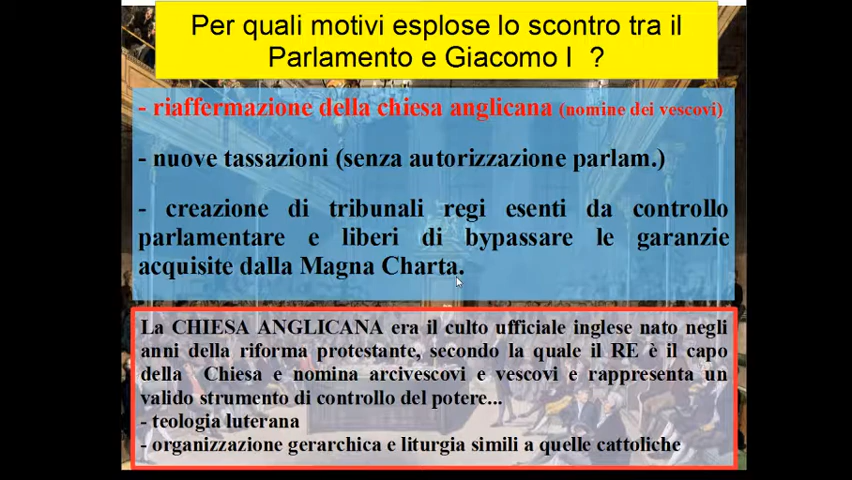 Per quali motivi esplose lo scontro tra il
Parlamento e Giacomo I ?
- riaffermazione della chiesa anglicana (nomine dei vescovi)
- nuove tassazioni (senza autorizzazione parlam.)
- creazione di tribunali regi esenti da controllo
parlamentare e liberi di bypassare le garanzie
acquisite dalla Magna Charta.
La CHIESA ANGLICANA era il culto ufficiale inglese nato negli
anni della riforma protestante, secondo la quale il RE è il capo
della Chiesa e nomina arcivescovi e vescovi e rappresenta un
valido strumento di controllo del potere...
- teologia luterana
- organizzazione gerarchica e liturgia simili a quelle cattoliche